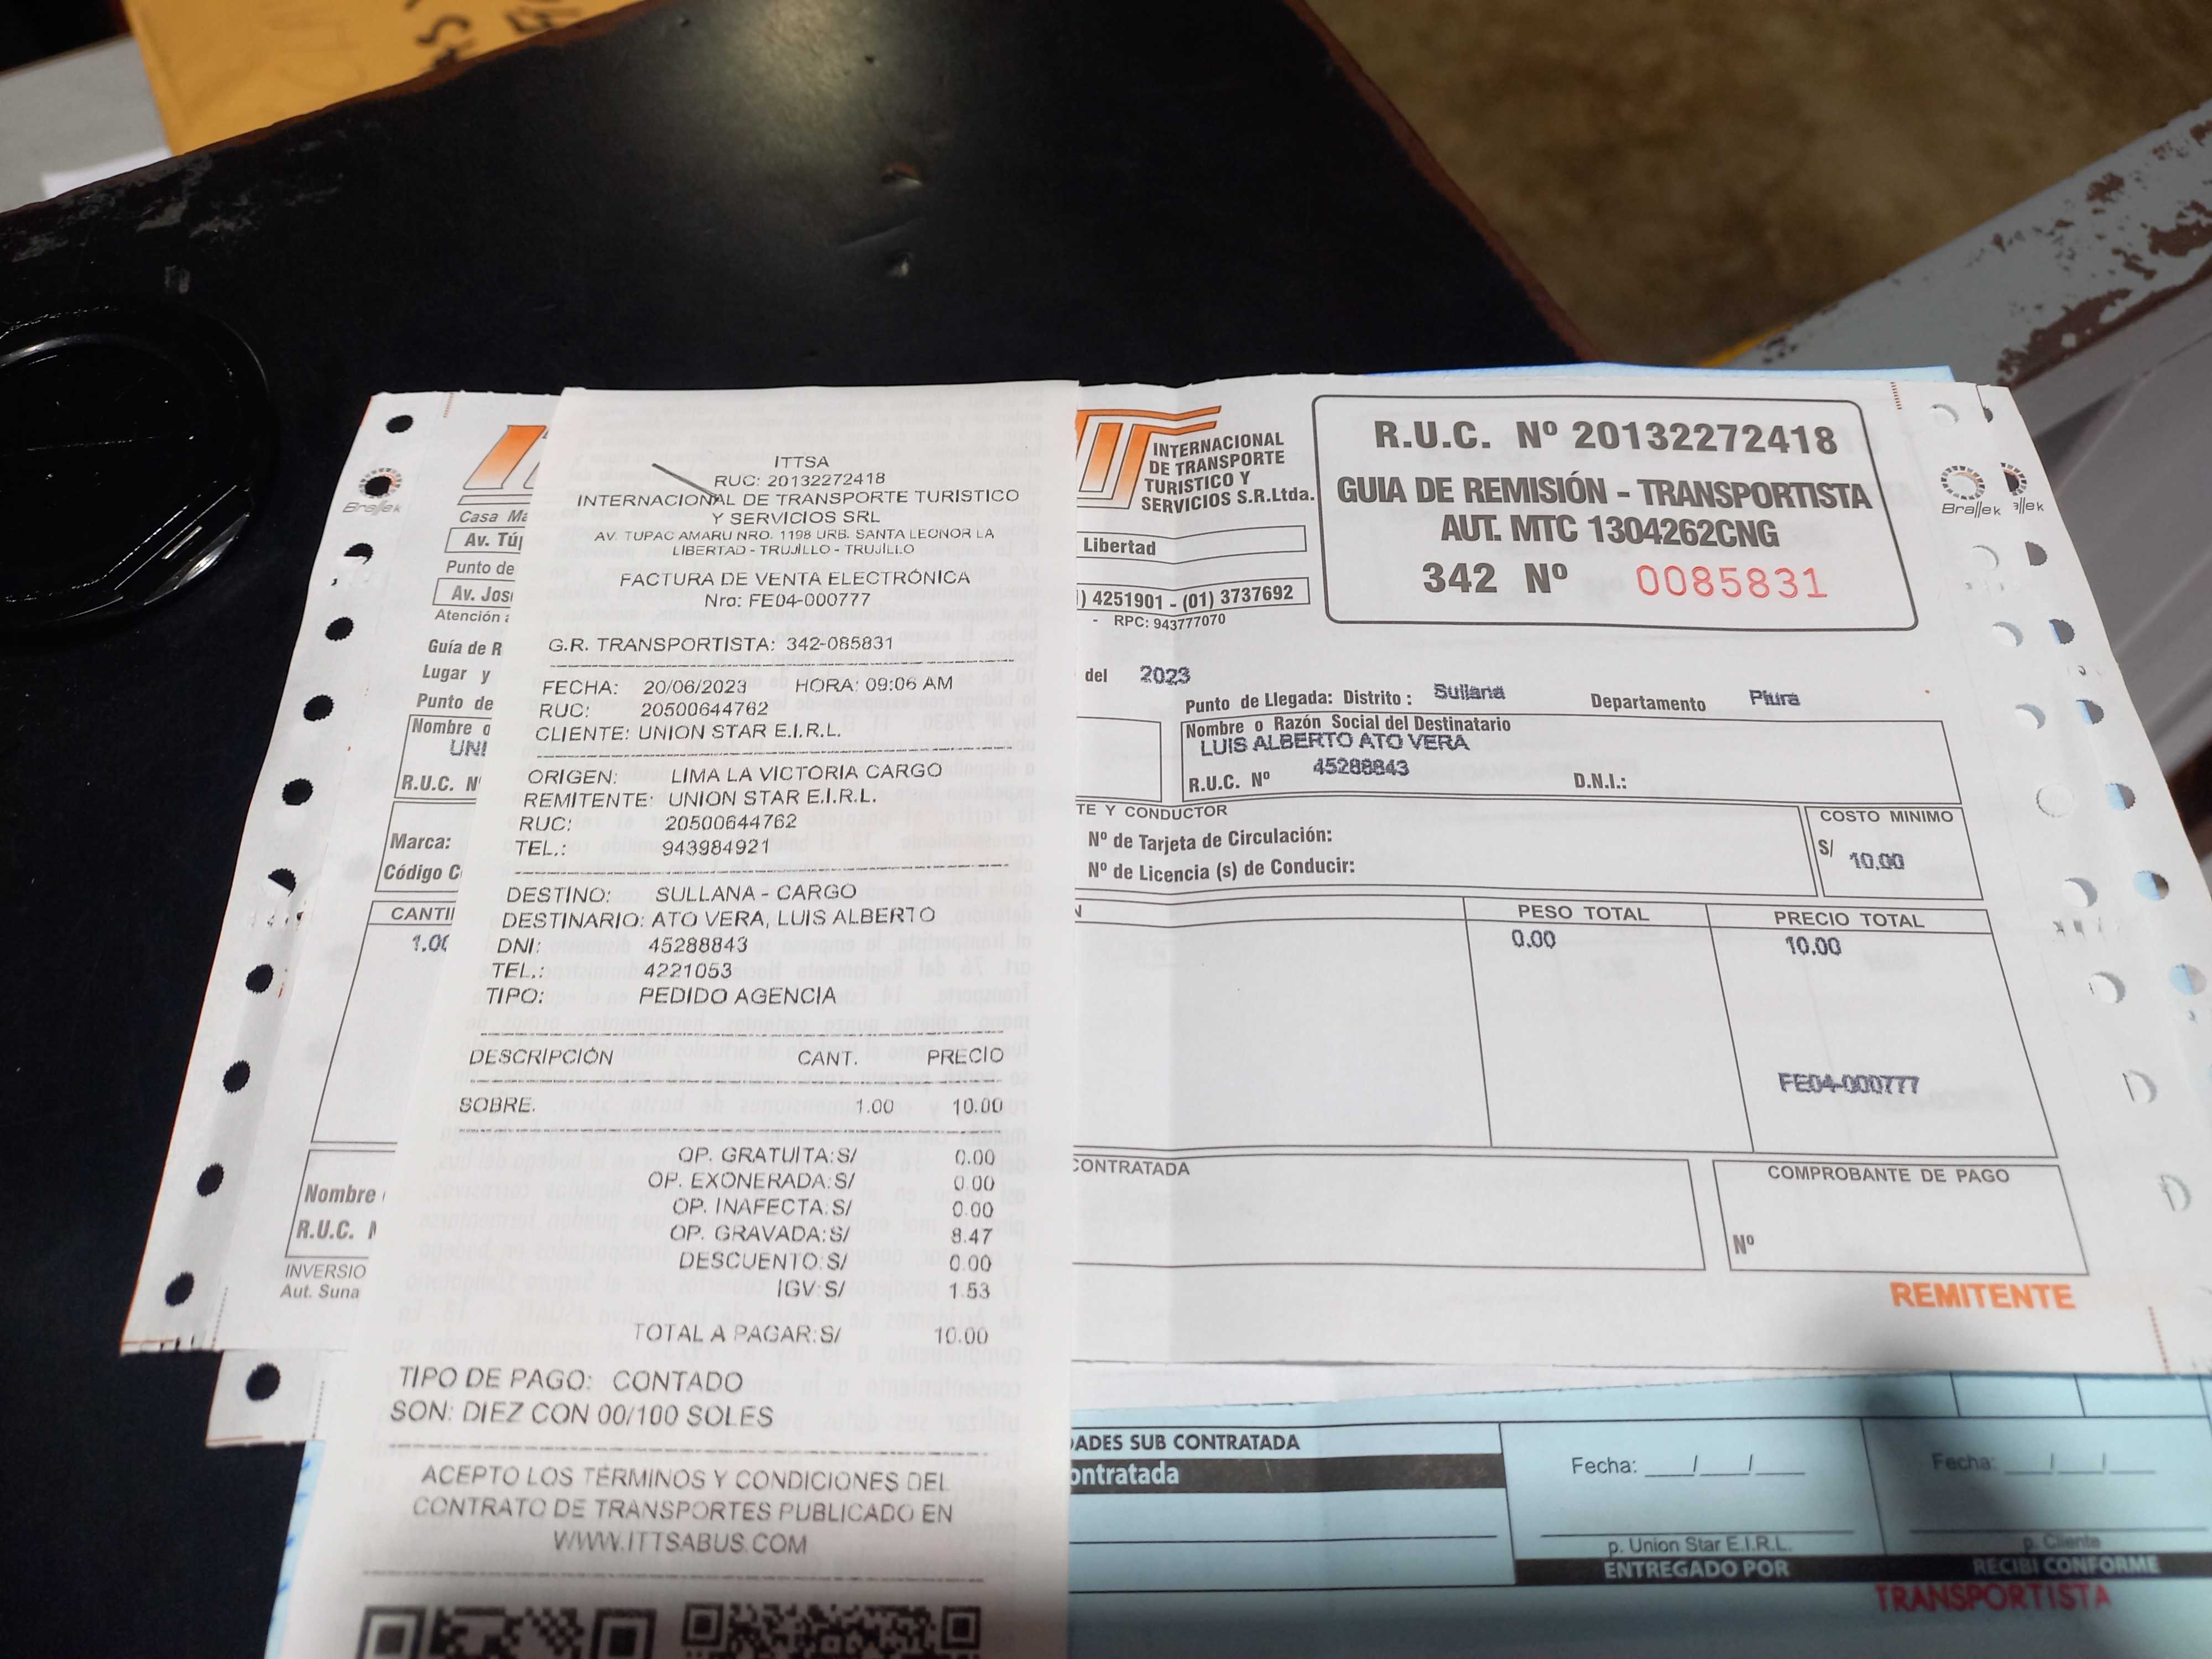 ITTSA
RUC: 20132272418
INTERNACIONAL DE TRANSPORTE TURISTICO
Y SERVICIOS SRL
AV. TUPAC AMARU NRO. 1198 URB. SANTA LEONOR LA
LIBERTAD - TRUJILLO - TRUJILLO
FACTURA DE VENTA ELECTRÓNICA
Nro: FE04-000777
G.R. TRANSPORTISTA: 342-085831
FECHA: 20/06/2023 HORA: 09:06 AM
RUC: 20500644762
CLIENTE: UNION STAR E.I.R.L.
ORIGEN: LIMA LA VICTORIA CARGO
REMITENTE: UNION STAR E.I.R.L.
RUC: 20500644762
TEL.: 943984921
DESTINO: SULLANA - CARGO
DESTINARIO: ATO VERA, LUIS ALBERTO
DNI: 45288843
TEL.: 4221053
TIPO: PEDIDO AGENCIA
DESCRIPCIÓN CANT. PRECIO
SOBRE. 1.00 10.00
OP. GRATUITA:S/ 0.00
OP. EXONERADA:S/ 0.00
OP. INAFECTA:S/ 0.00
OP. GRAVADA:S/ 8.47
DESCUENTO:S/ 0.00
IGV:S/ 1.53
TOTAL A PAGAR:S/ 10.00
TIPO DE PAGO: CONTADO
SON: DIEZ CON 00/100 SOLES
ACEPTO LOS TÉRMINOS Y CONDICIONES DEL
CONTRATO DE TRANSPORTES PUBLICADO EN
WWW.ITTSABUS.COM
Brallek
Casa Ma
Av. Túp
Punto de
Av. Jos
Atención a
Guía de R
Lugar y
Punto de
Nombre o
UNI
R.U.C. Nº
Marca:
Código C
CANTI
1.00
Nombre
R.U.C. N
INVERSIO
Aut. Suna
INTERNACIONAL
DE TRANSPORTE
TURISTICO Y
SERVICIOS S.R.Ltda.
Libertad
) 4251901 - (01) 3737692
- RPC: 943777070
R.U.C. Nº 20132272418
GUIA DE REMISIÓN - TRANSPORTISTA
AUT. MTC 1304262CNG
342 Nº 0085831
Brallek
del 2023
Punto de Llegada: Distrito : Sullana Departamento Piura
Nombre o Razón Social del Destinatario
LUIS ALBERTO ATO VERA
R.U.C. Nº 45288843 D.N.I.:
TE Y CONDUCTOR
Nº de Tarjeta de Circulación:
Nº de Licencia (s) de Conducir:
COSTO MINIMO
S/ 10.00
N PESO TOTAL PRECIO TOTAL
0.00 10.00
FE04-000777
CONTRATADA
COMPROBANTE DE PAGO
Nº
REMITENTE
DADES SUB CONTRATADA
ontratada
Fecha: ___/___/___ Fecha: ___/___/___
p. Union Star E.I.R.L. p. Cliente
ENTREGADO POR RECIBI CONFORME
TRANSPORTISTA